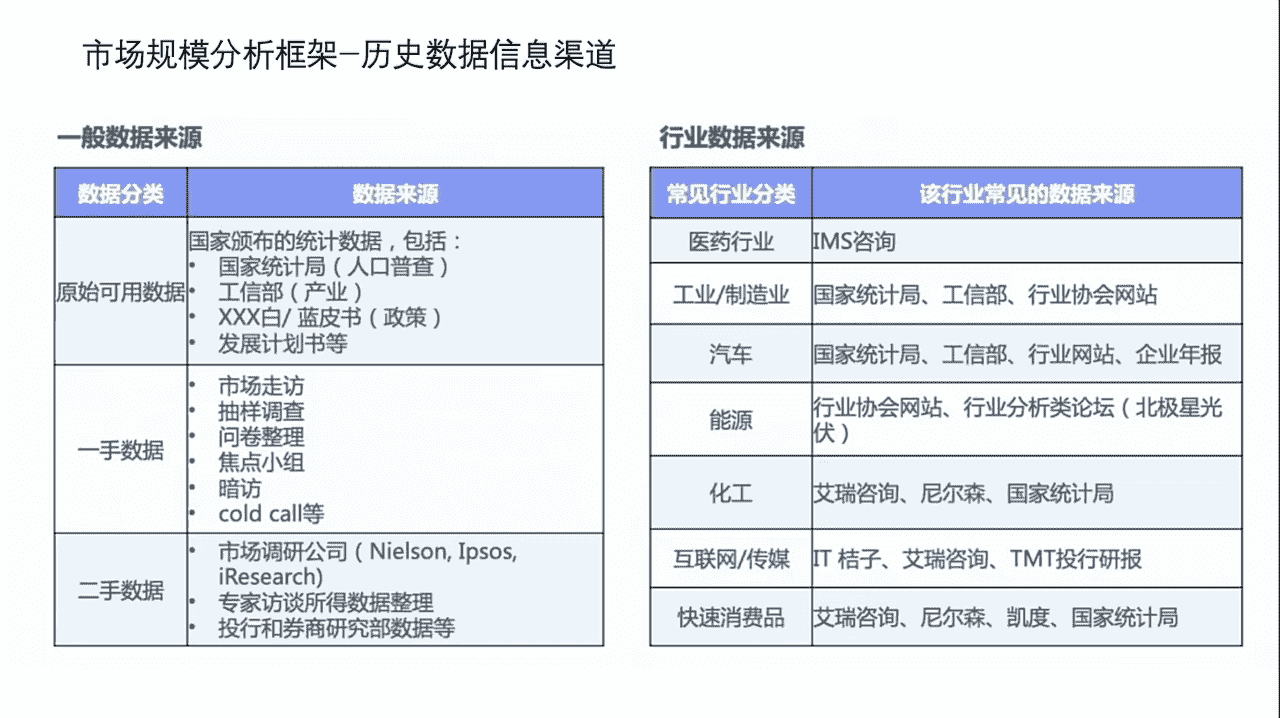 市场规模分析框架—历史数据信息渠道
一般数据来源
数据分类 数据来源
原始可用数据
国家颁布的统计数据，包括：
• 国家统计局（人口普查）
• 工信部（产业）
• XXX白/ 蓝皮书（政策）
• 发展计划书等
一手数据
• 市场走访
• 抽样调查
• 问卷整理
• 焦点小组
• 暗访
• cold call等
二手数据
• 市场调研公司（Nielson, Ipsos,
iResearch)
• 专家访谈所得数据整理
• 投行和券商研究部数据等
行业数据来源
常见行业分类 该行业常见的数据来源
医药行业 IMS咨询
工业/制造业 国家统计局、工信部、行业协会网站
汽车 国家统计局、工信部、行业网站、企业年报
能源 行业协会网站、行业分析类论坛（北极星光
伏）
化工 艾瑞咨询、尼尔森、国家统计局
互联网/传媒 IT 桔子、艾瑞咨询、TMT投行研报
快速消费品 艾瑞咨询、尼尔森、凯度、国家统计局